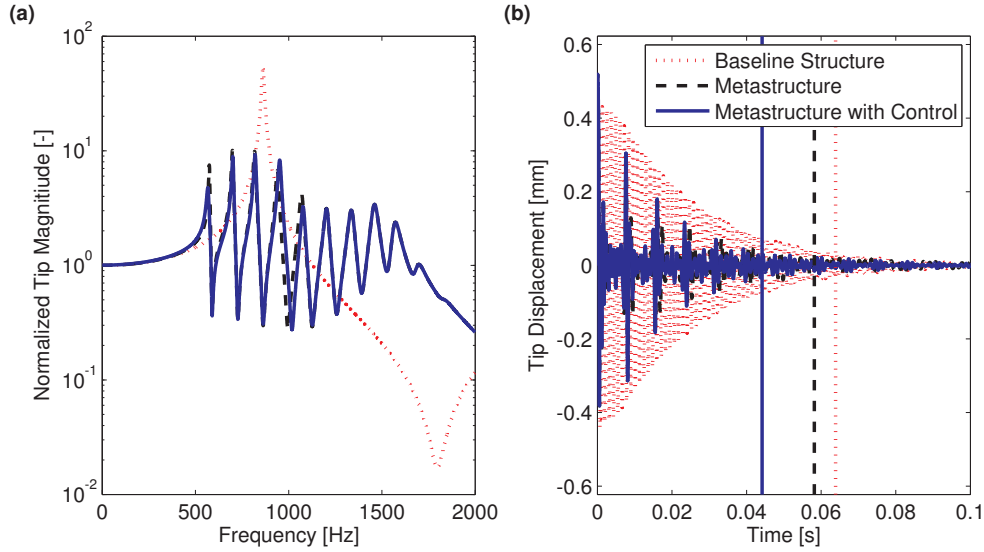 (a)
Normalized Tip Magnitiude [-]
10^2
10^1
10^0
10^-1
10^-2
0
500
1000
1500
2000
Frequency [Hz]
(b)
Tip Displacement [mm]
0.6
0.4
0.2
0
-0.2
-0.4
-0.6
Baseline Structure
Metastructure
Metastructure with Control
0
0.02
0.04
0.06
0.08
0.1
Time [s]